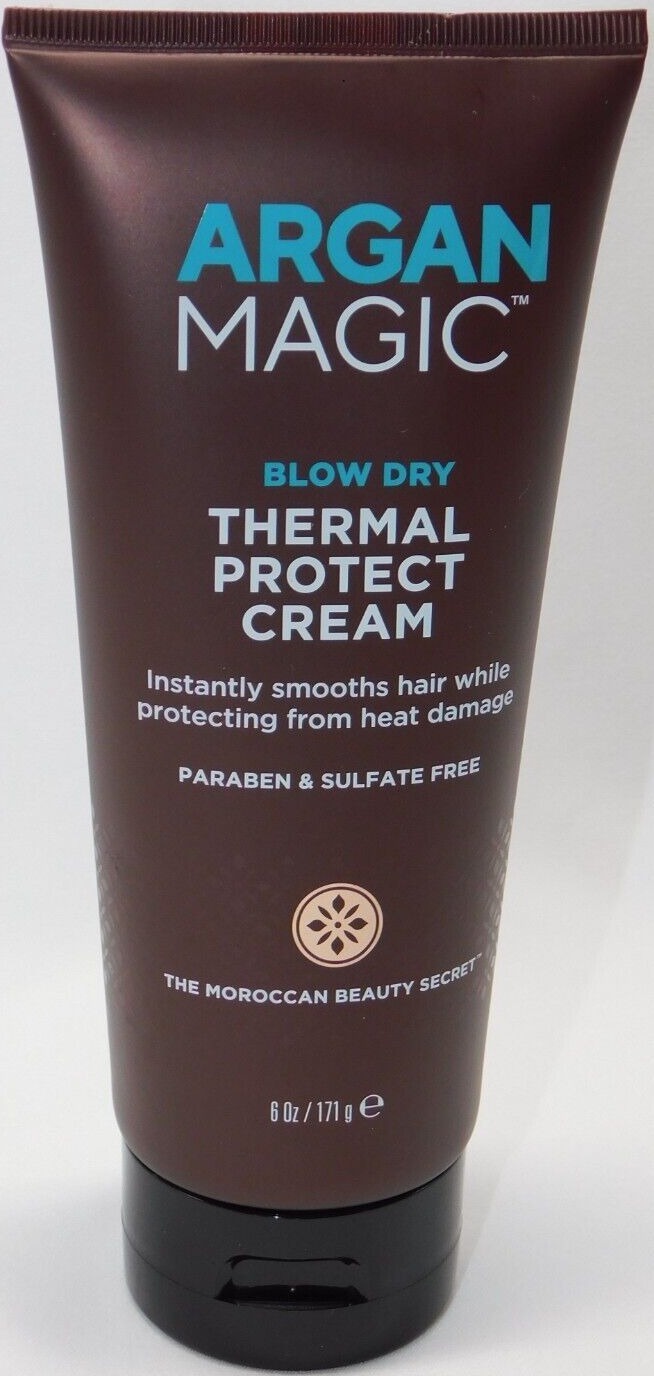 ARGAN
MAGIC™
BLOW DRY
THERMAL
PROTECT
CREAM
Instantly smooths hair while
protecting from heat damage
PARABEN & SULFATE FREE
THE MOROCCAN BEAUTY SECRET™
6 Oz / 171 g ℮